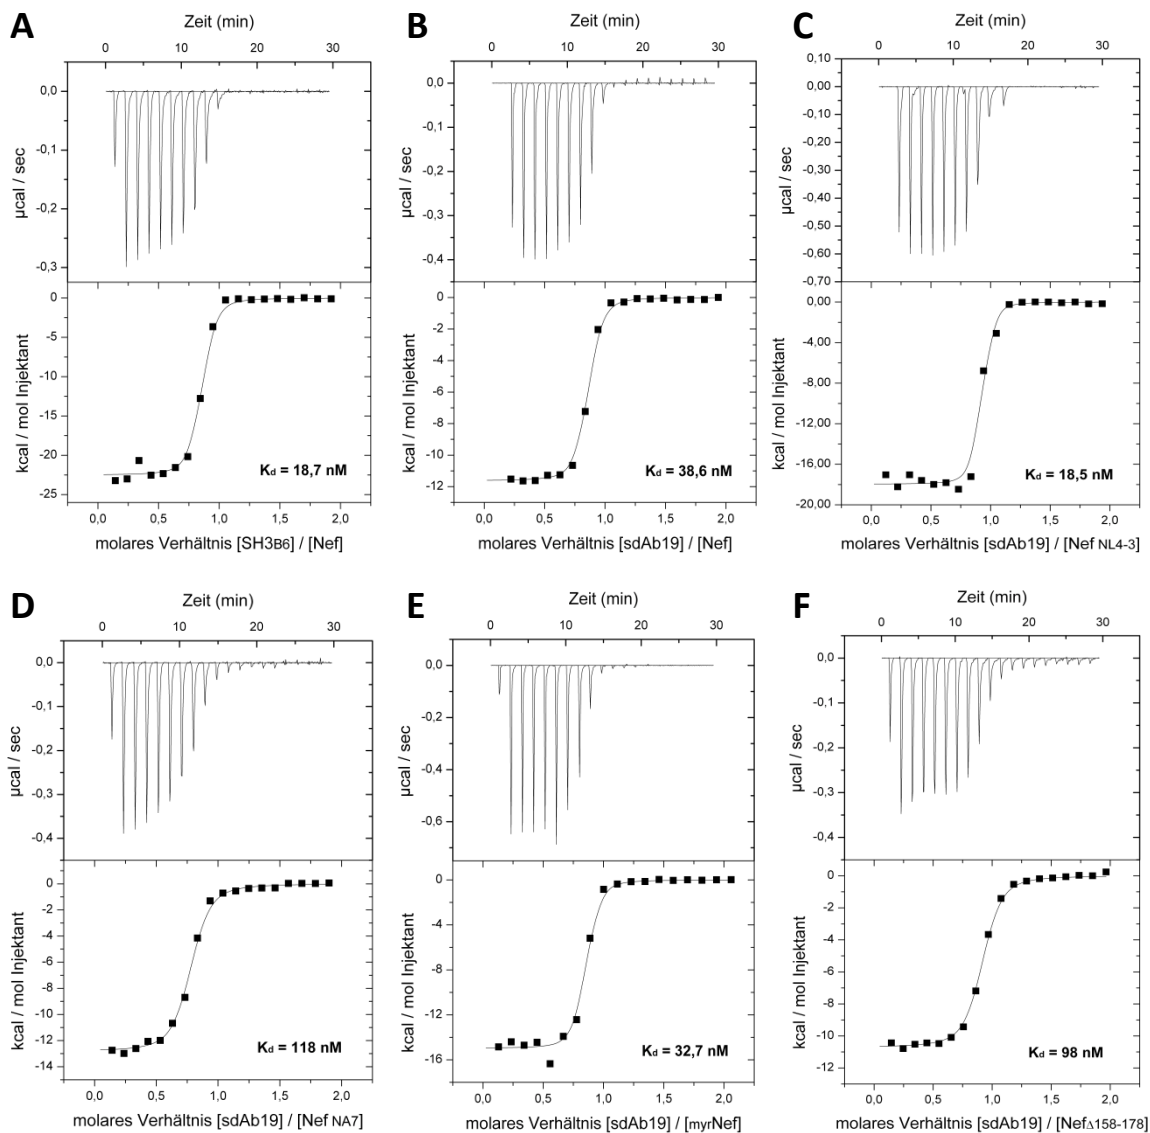 A
Zeit (min)
0 10 20 30
0,0
-0,1
-0,2
-0,3
µcal / sec
0
-5
-10
-15
-20
-25
kcal / mol Injektant
Kd = 18,7 nM
0,0 0,5 1,0 1,5 2,0
molares Verhältnis [SH3B6] / [Nef]
B
Zeit (min)
0 10 20 30
0,0
-0,1
-0,2
-0,3
-0,4
µcal / sec
0
-2
-4
-6
-8
-10
-12
kcal / mol Injektant
Kd = 38,6 nM
0,0 0,5 1,0 1,5 2,0
molares Verhältnis [sdAb19] / [Nef]
C
Zeit (min)
0 10 20 30
0,10
0,00
-0,10
-0,20
-0,30
-0,40
-0,50
-0,60
-0,70
µcal / sec
0,00
-4,00
-8,00
-12,00
-16,00
-20,00
kcal / mol Injektant
Kd = 18,5 nM
0,0 0,5 1,0 1,5 2,0
molares Verhältnis [sdAb19] / [Nef NL4-3]
D
Zeit (min)
0 10 20 30
0,0
-0,1
-0,2
-0,3
-0,4
µcal / sec
0
-2
-4
-6
-8
-10
-12
-14
kcal / mol Injektant
Kd = 118 nM
0,0 0,5 1,0 1,5 2,0
molares Verhältnis [sdAb19] / [Nef NA7]
E
Zeit (min)
0 10 20 30
0,0
-0,2
-0,4
-0,6
µcal / sec
0
-4
-8
-12
-16
kcal / mol Injektant
Kd = 32,7 nM
0,0 0,5 1,0 1,5 2,0
molares Verhältnis [sdAb19] / [myrNef]
F
Zeit (min)
0 10 20 30
0,0
-0,1
-0,2
-0,3
-0,4
µcal / sec
0
-2
-4
-6
-8
-10
-12
kcal / mol Injektant
Kd = 98 nM
0,0 0,5 1,0 1,5 2,0
molares Verhältnis [sdAb19] / [NefΔ158-178]